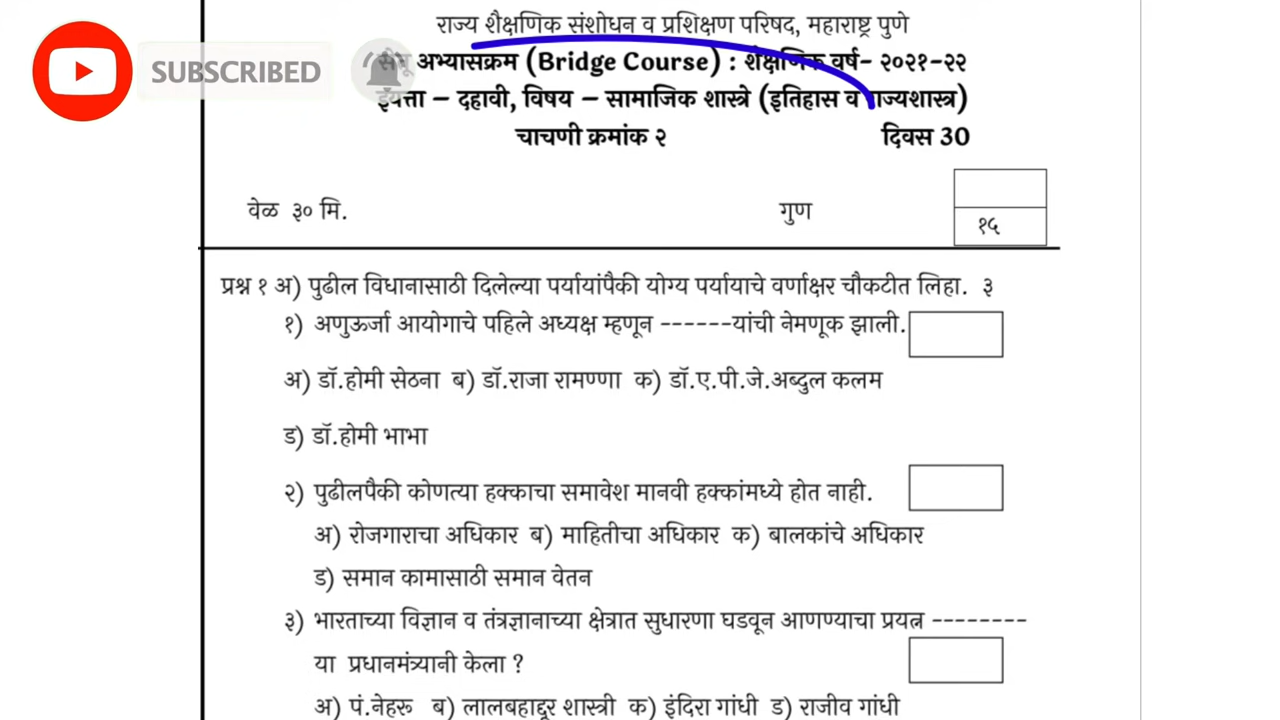 राज्य शैक्षणिक संशोधन व प्रशिक्षण परिषद, महाराष्ट्र पुणे
SUBSCRIBED
सेतू अभ्यासक्रम (Bridge Course) : शैक्षणिक वर्ष- २०२१-२२
इयत्ता – दहावी, विषय – सामाजिक शास्त्रे (इतिहास व राज्यशास्त्र)
चाचणी क्रमांक २ दिवस 30
वेळ ३० मि. गुण
१५
प्रश्न १ अ) पुढील विधानासाठी दिलेल्या पर्यायांपैकी योग्य पर्यायाचे वर्णाक्षर चौकटीत लिहा. ३
१) अणुऊर्जा आयोगाचे पहिले अध्यक्ष म्हणून ------यांची नेमणूक झाली.
अ) डॉ.होमी सेठना ब) डॉ.राजा रामण्णा क) डॉ.ए.पी.जे.अब्दुल कलम
ड) डॉ.होमी भाभा
२) पुढीलपैकी कोणत्या हक्काचा समावेश मानवी हक्कांमध्ये होत नाही.
अ) रोजगाराचा अधिकार ब) माहितीचा अधिकार क) बालकांचे अधिकार
ड) समान कामासाठी समान वेतन
३) भारताच्या विज्ञान व तंत्रज्ञानाच्या क्षेत्रात सुधारणा घडवून आणण्याचा प्रयत्न --------
या प्रधानमंत्र्यानी केला ?
अ) पं.नेहरू ब) लालबहाद्दूर शास्त्री क) इंदिरा गांधी ड) राजीव गांधी